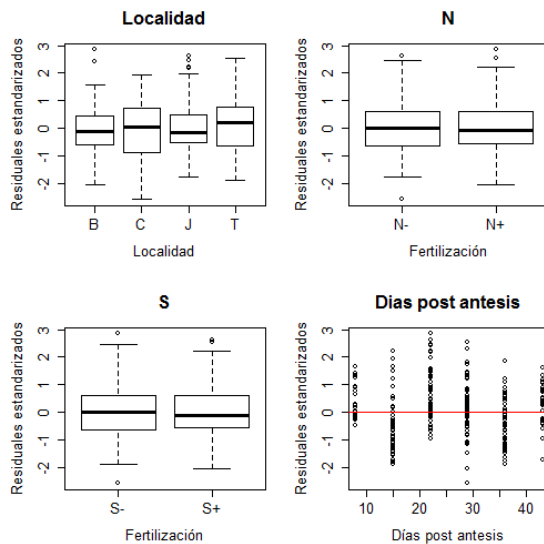 Localidad
Residuales estandarizados
-2 -1 0 1 2 3
B C J T
Localidad
N
Residuales estandarizados
-2 -1 0 1 2 3
N- N+
Fertilización
S
Residuales estandarizados
-2 -1 0 1 2 3
S- S+
Fertilización
Dias post antesis
Residuales estandarizados
-2 -1 0 1 2 3
10 20 30 40
Días post antesis